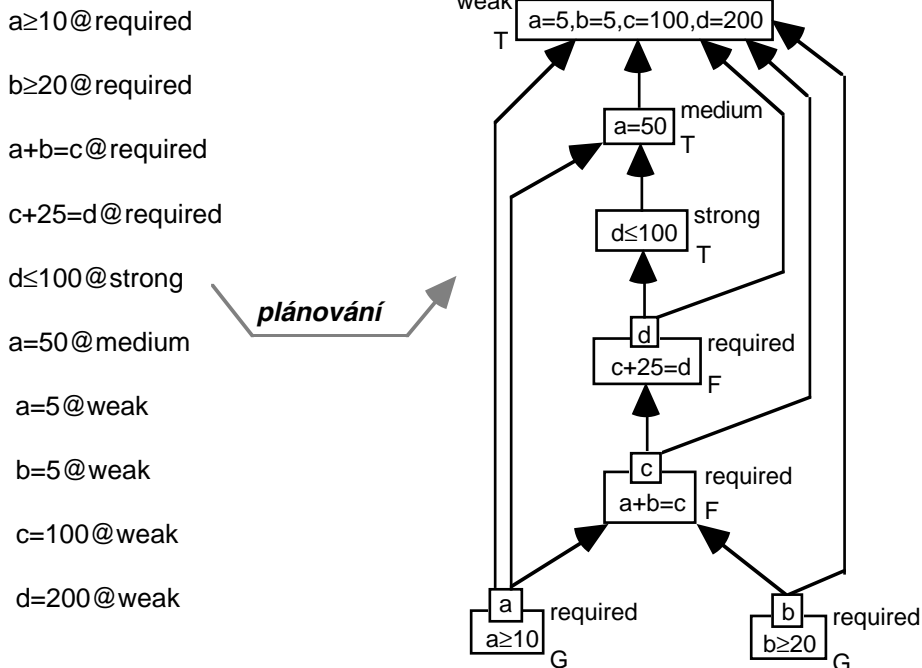 a≥10@required
b≥20@required
a+b=c@required
c+25=d@required
d≤100@strong
a=50@medium
a=5@weak
b=5@weak
c=100@weak
d=200@weak
plánování
weak
a=5,b=5,c=100,d=200
T
medium
a=50
T
strong
d≤100
T
d
required
c+25=d
F
c
required
a+b=c
F
a
required
a≥10
G
b
required
b≥20
G